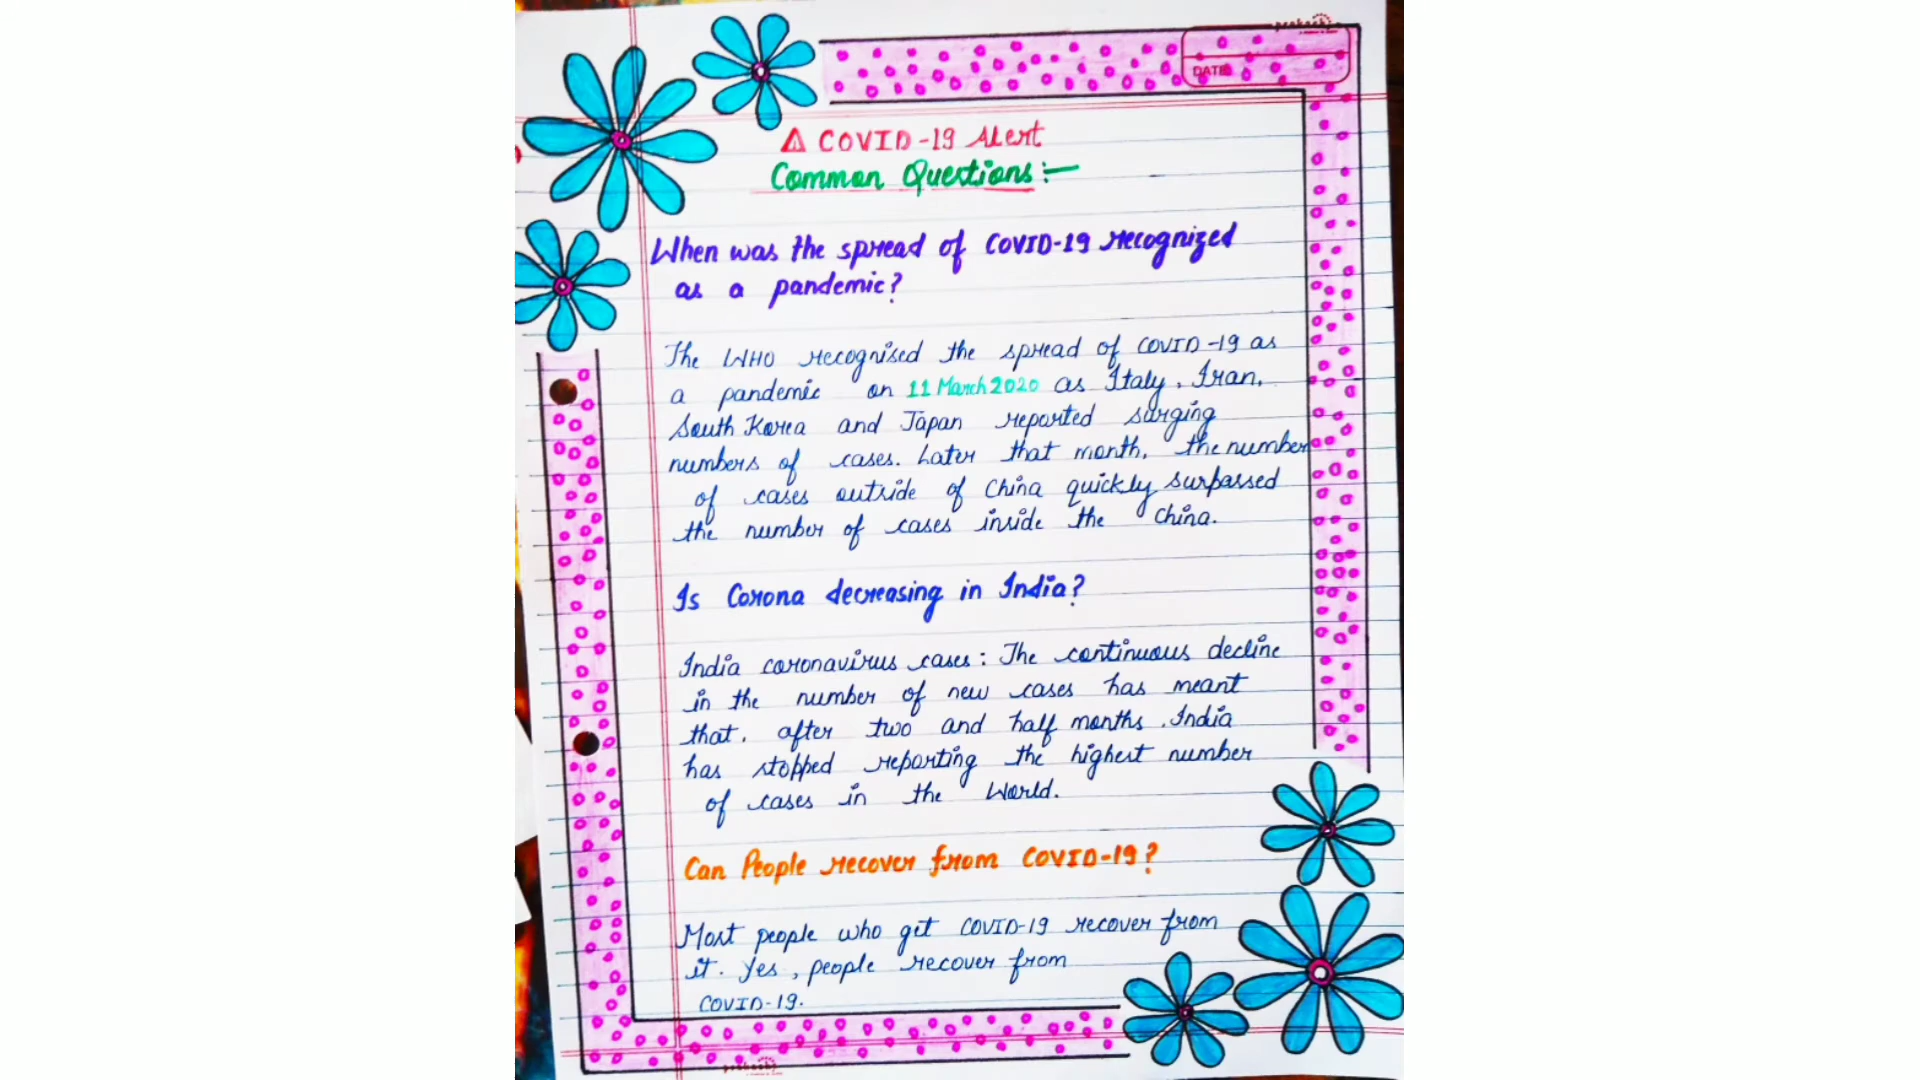 prakash
DATE
⚠ COVID-19 Alert
Common Questions:-
When was the spread of COVID-19 recognized
as a pandemic?
The WHO recognised the spread of COVID-19 as
a pandemic on 11 March 2020 as Italy, Iran,
South Korea and Japan reported surging
numbers of cases. Later that month, the number
of cases outside of China quickly surpassed
the number of cases inside the China.
Is Corona decreasing in India?
India coronavirus cases: The continuous decline
in the number of new cases has meant
that, after two and half months, India
has stopped reporting the highest number
of cases in the World.
Can People recover from COVID-19?
Most people who get COVID-19 recover from
it. Yes, people recover from
COVID-19.
prakash